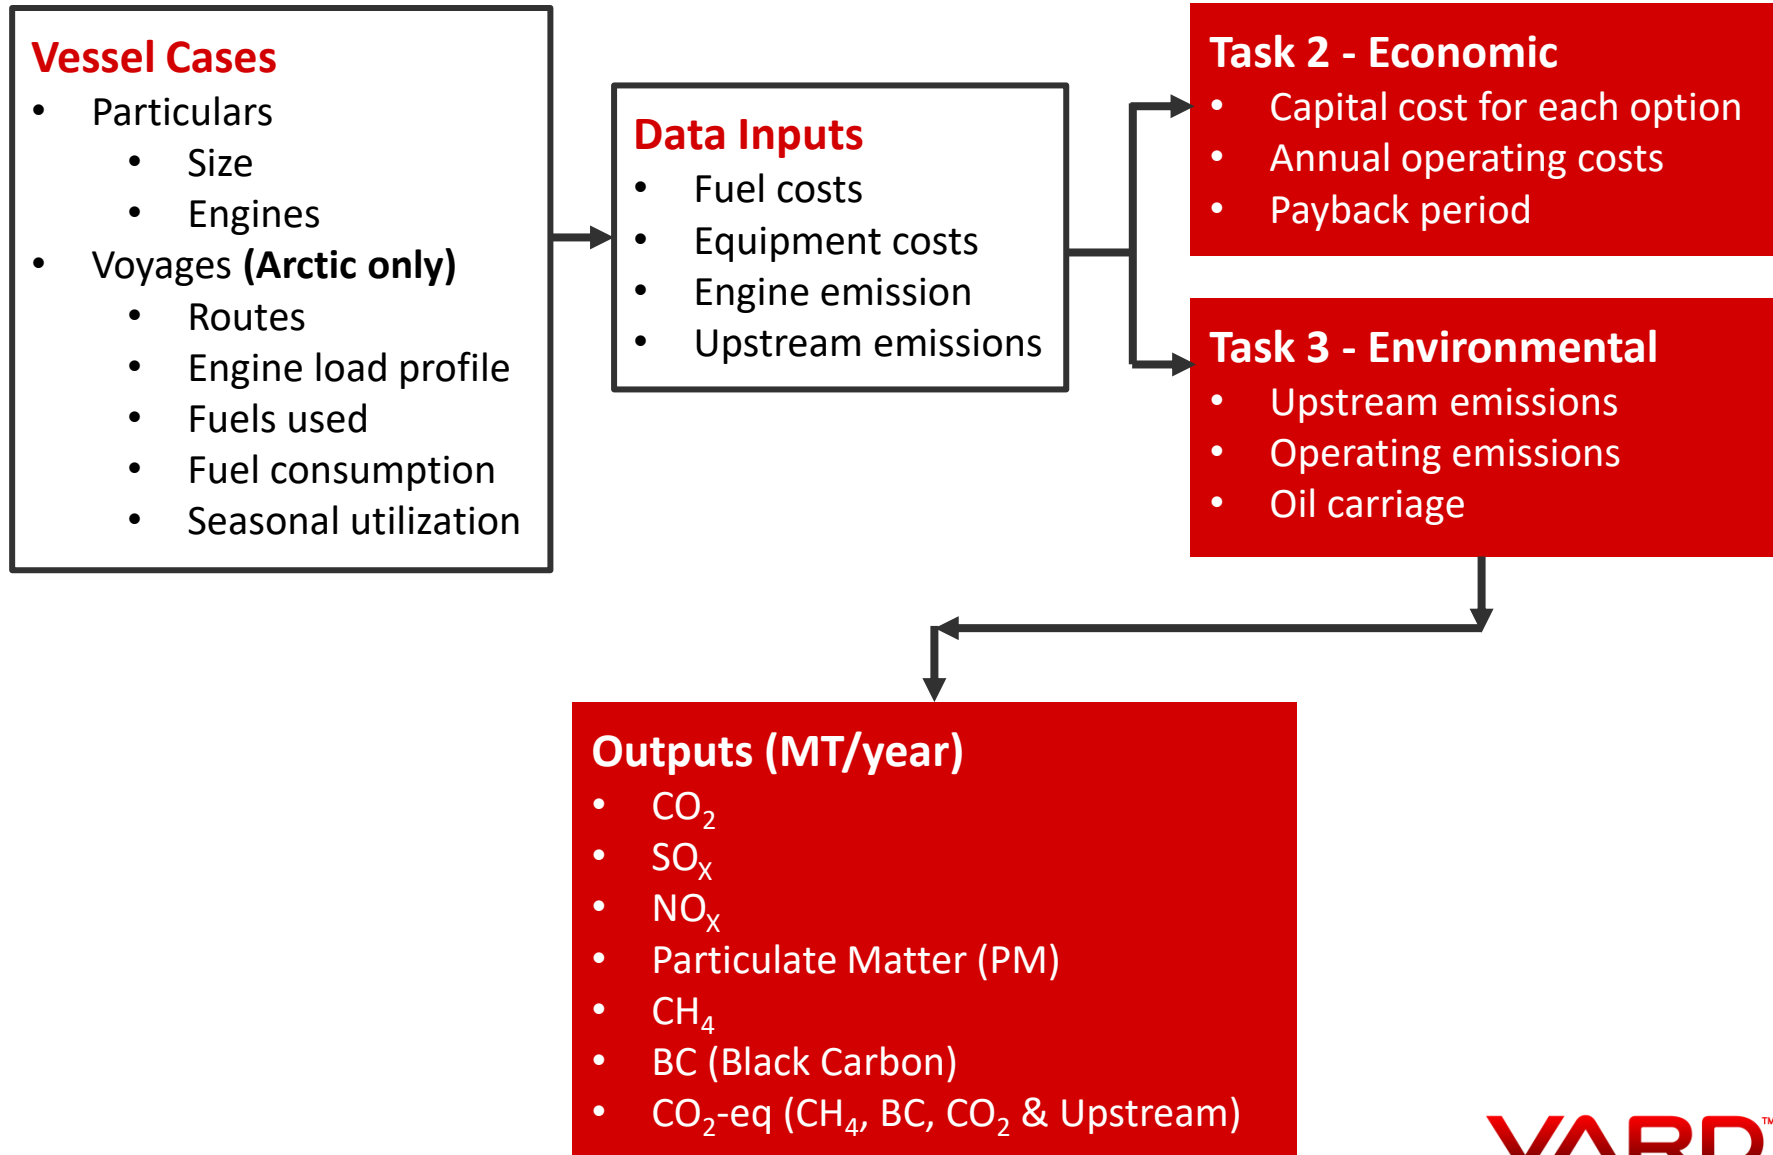 Vessel Cases
• Particulars
• Size
• Engines
• Voyages (Arctic only)
• Routes
• Engine load profile
• Fuels used
• Fuel consumption
• Seasonal utilization
Data Inputs
• Fuel costs
• Equipment costs
• Engine emission
• Upstream emissions
Task 2 - Economic
• Capital cost for each option
• Annual operating costs
• Payback period
Task 3 - Environmental
• Upstream emissions
• Operating emissions
• Oil carriage
Outputs (MT/year)
• CO₂
• SOₓ
• NOₓ
• Particulate Matter (PM)
• CH₄
• BC (Black Carbon)
• CO₂-eq (CH₄, BC, CO₂ & Upstream)
VARD™